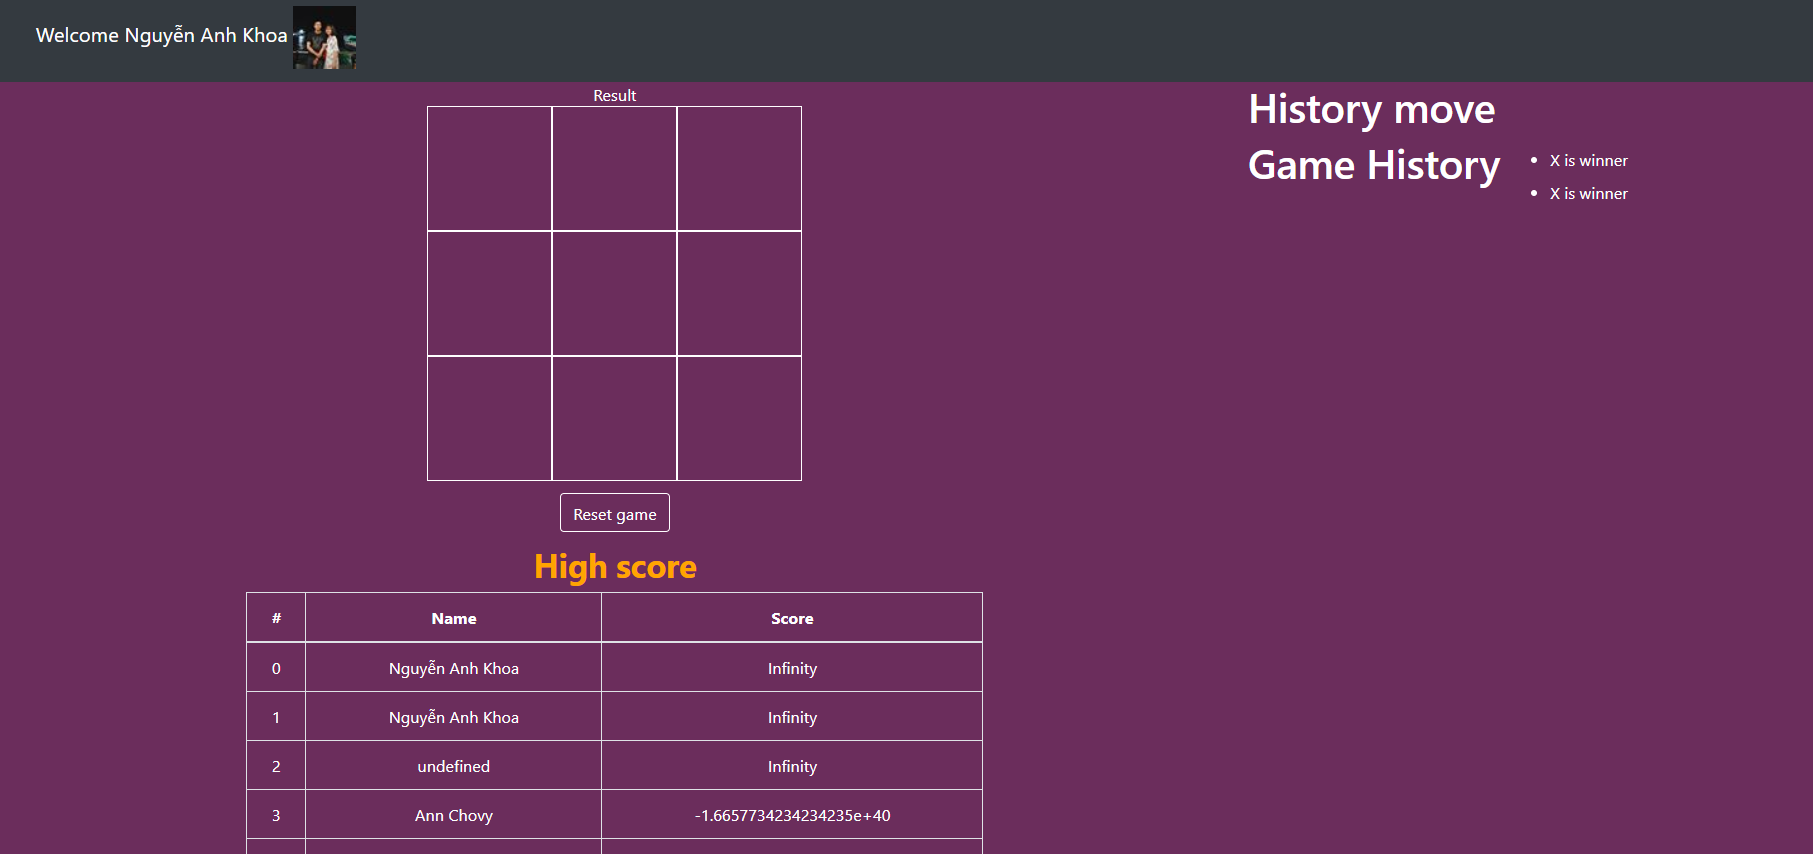 Welcome Nguyễn Anh Khoa
Result
History move
Game History
X is winner
X is winner
Reset game
High score
# Name Score
0 Nguyễn Anh Khoa Infinity
1 Nguyễn Anh Khoa Infinity
2 undefined Infinity
3 Ann Chovy -1.6657734234234235e+40